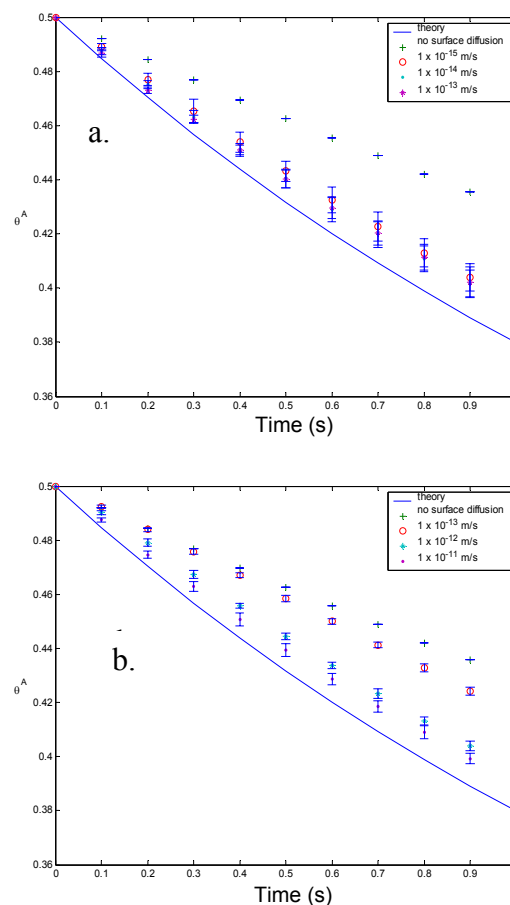 0.5
0.48
0.46
0.44
0.42
0.4
0.38
0.36
θᴬ
a.
theory
no surface diffusion
1 x 10⁻¹⁵ m/s
1 x 10⁻¹⁴ m/s
1 x 10⁻¹³ m/s
0 0.1 0.2 0.3 0.4 0.5 0.6 0.7 0.8 0.9
Time (s)
0.5
0.48
0.46
0.44
0.42
0.4
0.38
0.36
θᴬ
b.
theory
no surface diffusion
1 x 10⁻¹³ m/s
1 x 10⁻¹² m/s
1 x 10⁻¹¹ m/s
0 0.1 0.2 0.3 0.4 0.5 0.6 0.7 0.8 0.9
Time (s)